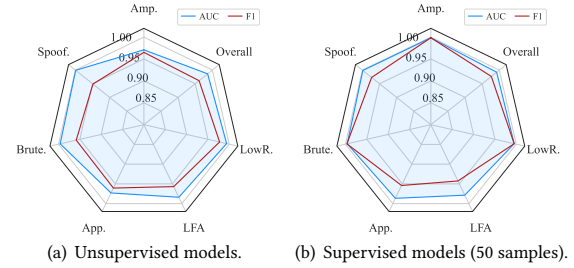 Amp.
AUC F1
1.00
Spoof.
Overall
0.95
0.90
0.85
Brute.
LowR.
App.
LFA
(a) Unsupervised models.
Amp.
AUC F1
1.00
Spoof.
Overall
0.95
0.90
0.85
Brute.
LowR.
App.
LFA
(b) Supervised models (50 samples).